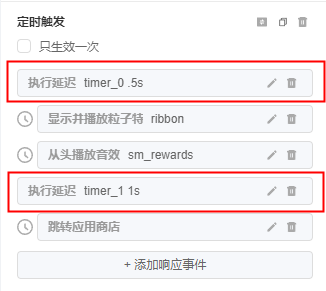 定时触发
只生效一次
执行延迟 timer_0 .5s
显示并播放粒子特 ribbon
从头播放音效 sm_rewards
执行延迟 timer_1 1s
跳转应用商店
+ 添加响应事件